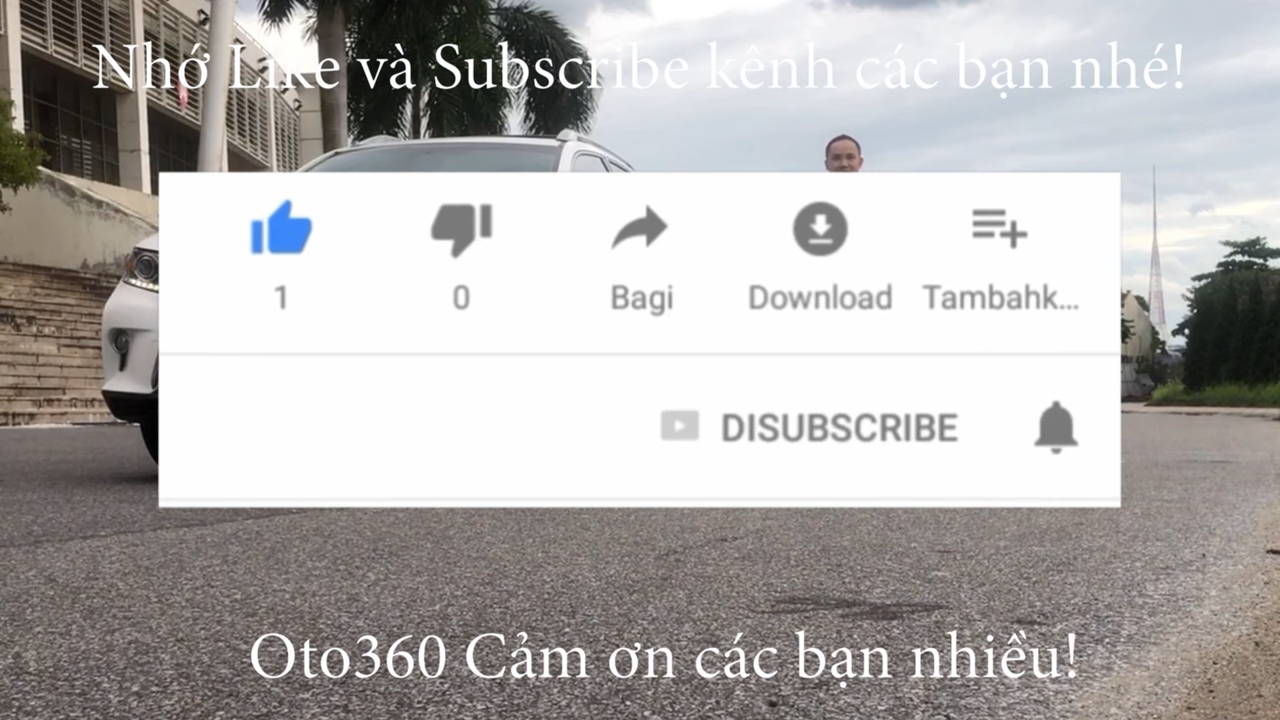 Nhớ Like và Subscribe kênh các bạn nhé!
1 0 Bagi Download Tambahk...
DISUBSCRIBE
Oto360 Cảm ơn các bạn nhiều!